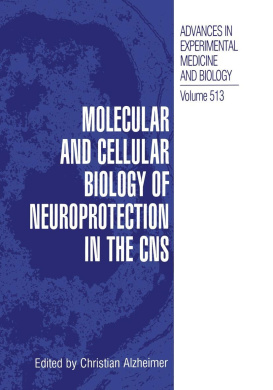 ADVANCES IN
EXPERIMENTAL
MEDICINE
AND BIOLOGY
Volume 513
MOLECULAR
AND CELLULAR
BIOLOGY OF
NEUROPROTECTION
IN THE CNS
Edited by Christian Alzheimer